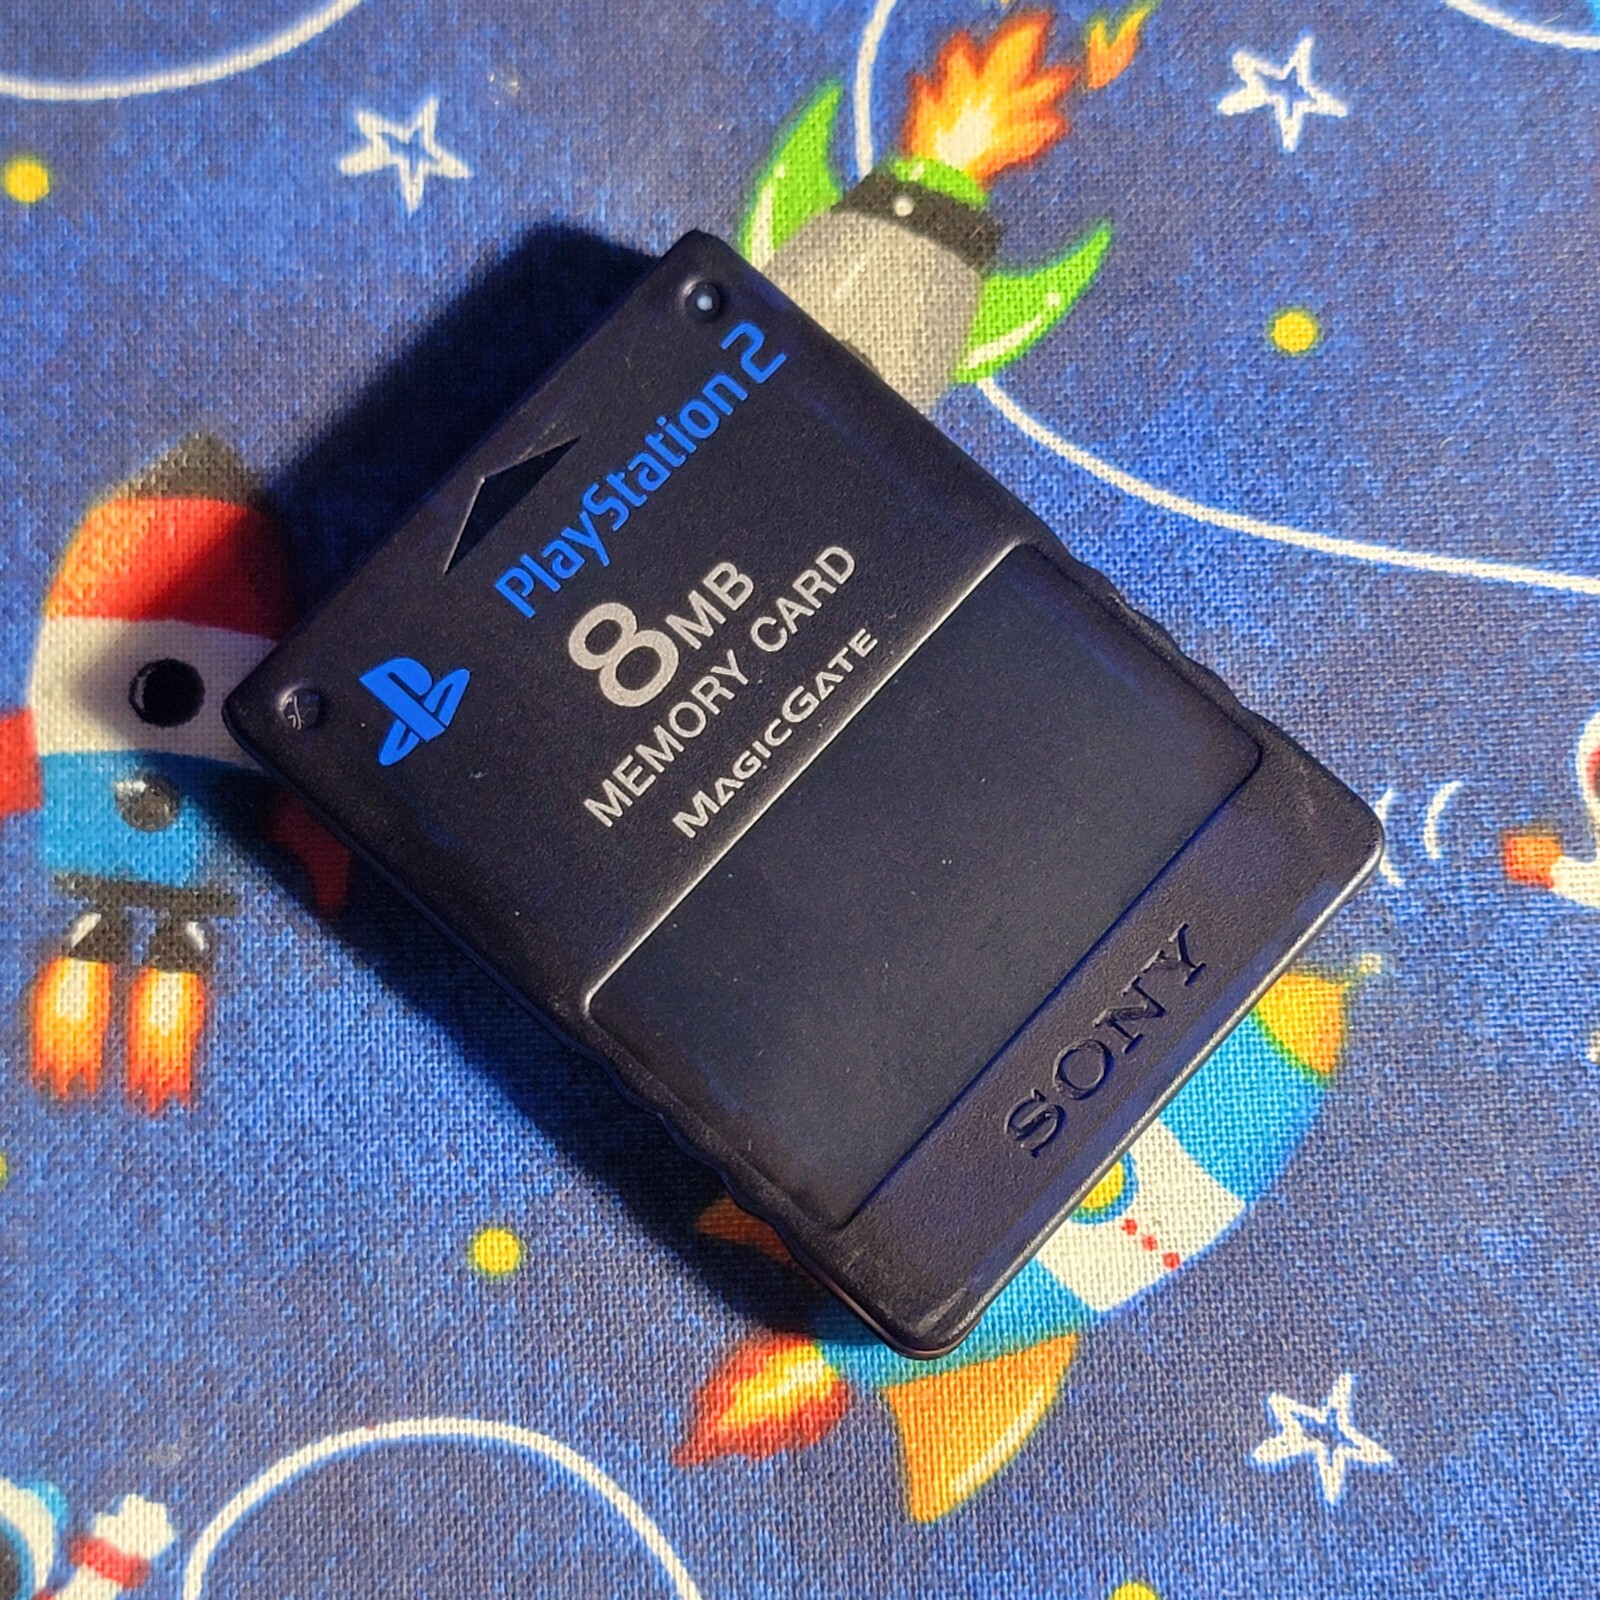 PlayStation 2
8MB
MEMORY CARD
MAGICGATE
SONY